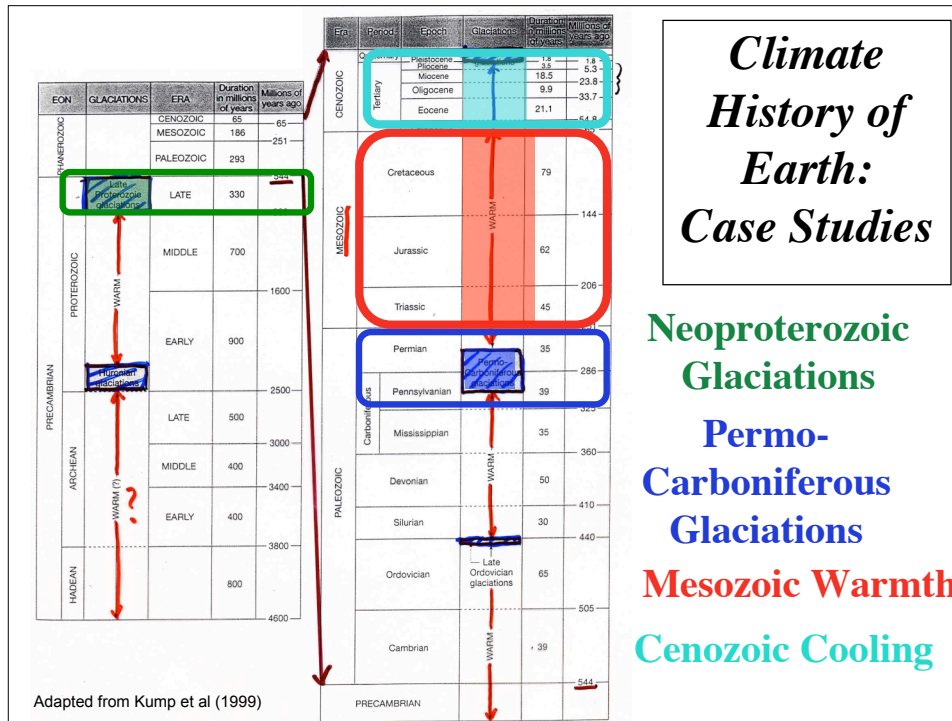 Climate
History of
Earth:
Case Studies
Neoproterozoic
Glaciations
Permo-
Carboniferous
Glaciations
Mesozoic Warmth
Cenozoic Cooling
EON GLACIATIONS ERA Duration in millions of years Millions of years ago
PHANEROZOIC
CENOZOIC 65
65
MESOZOIC 186
251
PALEOZOIC 293
544
PRECAMBRIAN
PROTEROZOIC
Late
Proterozoic
glaciations
LATE 330
MIDDLE 700
WARM
1600
EARLY 900
Huronian
glaciations
2500
ARCHEAN
LATE 500
3000
MIDDLE 400
3400
WARM (?) ?
EARLY 400
3800
HADEAN
800
4600
Era Period Epoch Glaciations Duration in millions of years Millions of years ago
CENOZOIC
Pleistocene 1.8
1.8
Pliocene 3.5
5.3
Tertiary
Miocene 18.5
23.8
Oligocene 9.9
33.7
Eocene 21.1
54.8
65
MESOZOIC
Cretaceous 79
WARM
144
Jurassic 62
206
Triassic 45
PALEOZOIC
Permian 35
Permo-
Carboniferous
glaciations
286
Carboniferous
Pennsylvanian 39
325
Mississippian 35
360
WARM
Devonian 50
410
Silurian 30
440
Late
Ordovician
glaciations
Ordovician 65
505
Cambrian 39
WARM
544
PRECAMBRIAN
Adapted from Kump et al (1999)